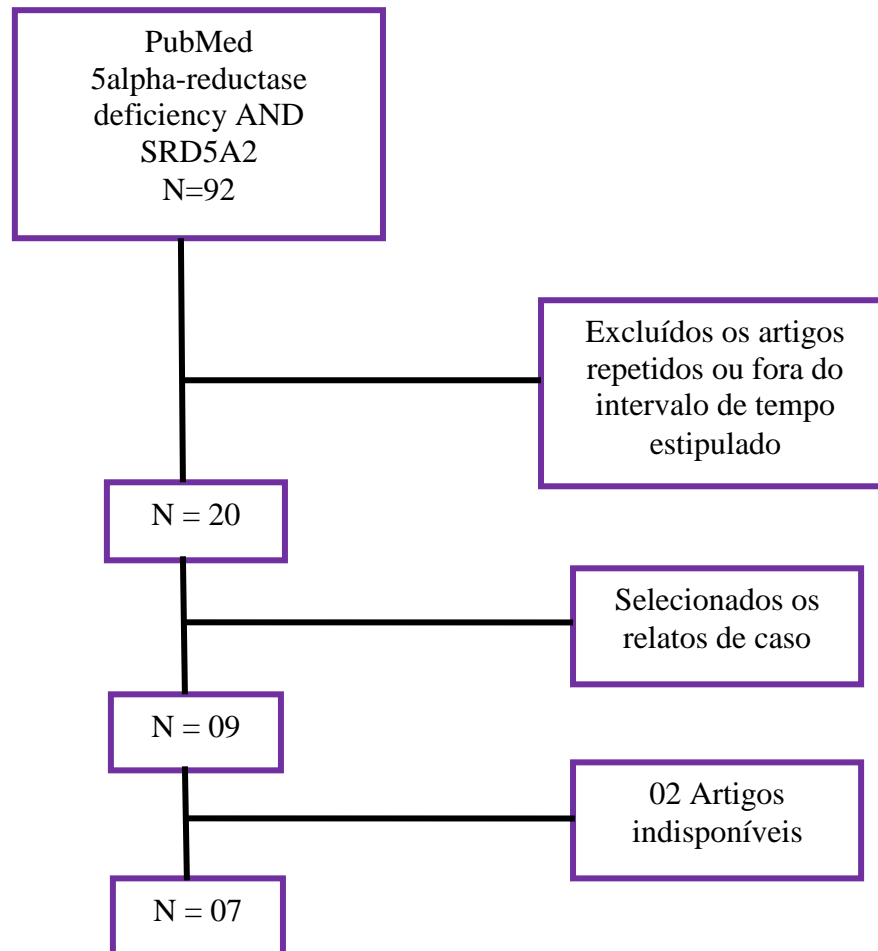 PubMed
5alpha-reductase
deficiency AND
SRD5A2
N=92
Excluídos os artigos
repetidos ou fora do
intervalo de tempo
estipulado
N = 20
Selecionados os
relatos de caso
N = 09
02 Artigos
indisponíveis
N = 07